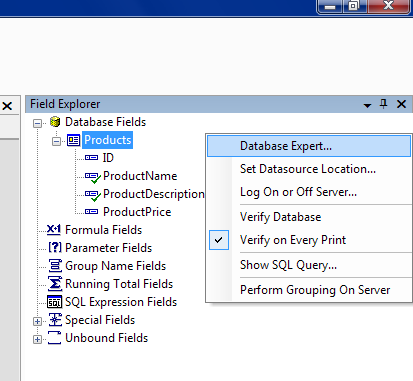 Field Explorer
Database Fields
Products
ID
ProductName
ProductDescription
ProductPrice
Formula Fields
Parameter Fields
Group Name Fields
Running Total Fields
SQL Expression Fields
Special Fields
Unbound Fields
Database Expert...
Set Datasource Location...
Log On or Off Server...
Verify Database
Verify on Every Print
Show SQL Query...
Perform Grouping On Server